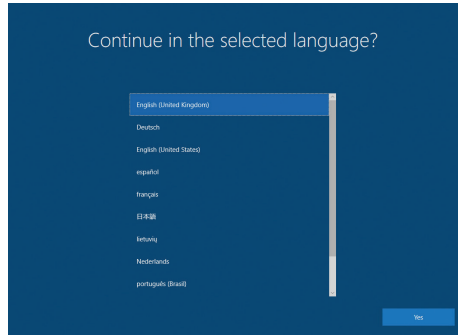 Continue in the selected language?
English (United Kingdom)
Deutsch
English (United States)
español
français
日本語
lietuvių
Nederlands
português (Brasil)
Yes